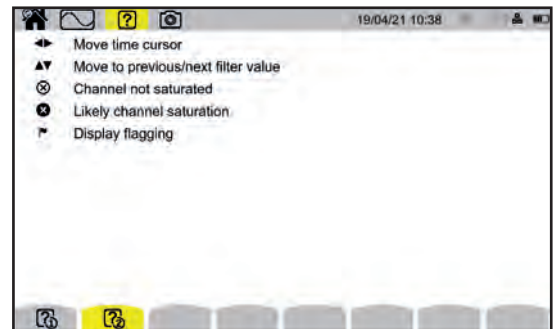 19/04/21 10:38
Move time cursor
Move to previous/next filter value
Channel not saturated
Likely channel saturation
Display flagging